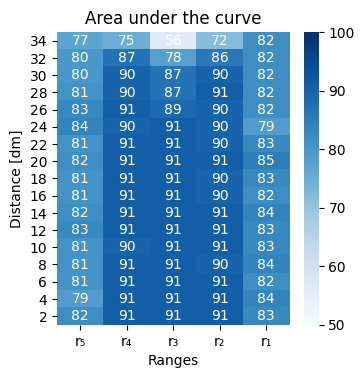 Area under the curve
34 77 75 56 72 82 100
32 80 87 78 86 82
30 80 90 87 90 82
28 81 90 87 91 82 90
26 83 91 89 90 82
24 84 90 91 90 79
22 81 91 91 90 83 80
20 82 91 91 91 85
18 81 91 91 90 83
16 81 91 91 90 82
14 82 91 91 91 84 70
12 83 91 91 91 83
10 81 90 91 91 83
8 81 91 91 90 84 60
6 81 91 91 91 82
4 79 91 91 91 84
2 82 91 91 91 83 50
r₅ r₄ r₃ r₂ r₁
Ranges
Distance [dm]